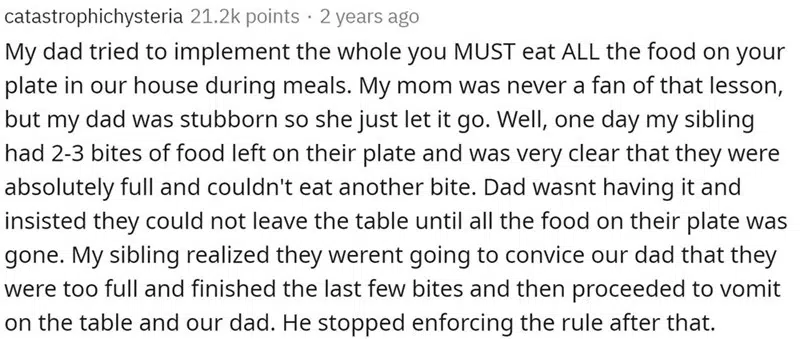 catastrophichysteria 21.2k points · 2 years ago
My dad tried to implement the whole you MUST eat ALL the food on your
plate in our house during meals. My mom was never a fan of that lesson,
but my dad was stubborn so she just let it go. Well, one day my sibling
had 2-3 bites of food left on their plate and was very clear that they were
absolutely full and couldn't eat another bite. Dad wasnt having it and
insisted they could not leave the table until all the food on their plate was
gone. My sibling realized they werent going to convice our dad that they
were too full and finished the last few bites and then proceeded to vomit
on the table and our dad. He stopped enforcing the rule after that.